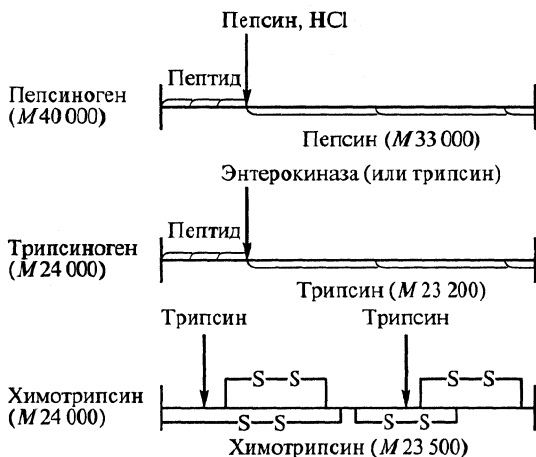 Пепсин, HCl
Пептид
Пепсиноген
(М 40 000)
Пепсин (М 33 000)
Энтерокиназа (или трипсин)
Пептид
Трипсиноген
(М 24 000)
Трипсин (М 23 200)
Трипсин Трипсин
S S S S
Химотрипсин
(М 24 000)
S S S S
Химотрипсин (М 23 500)